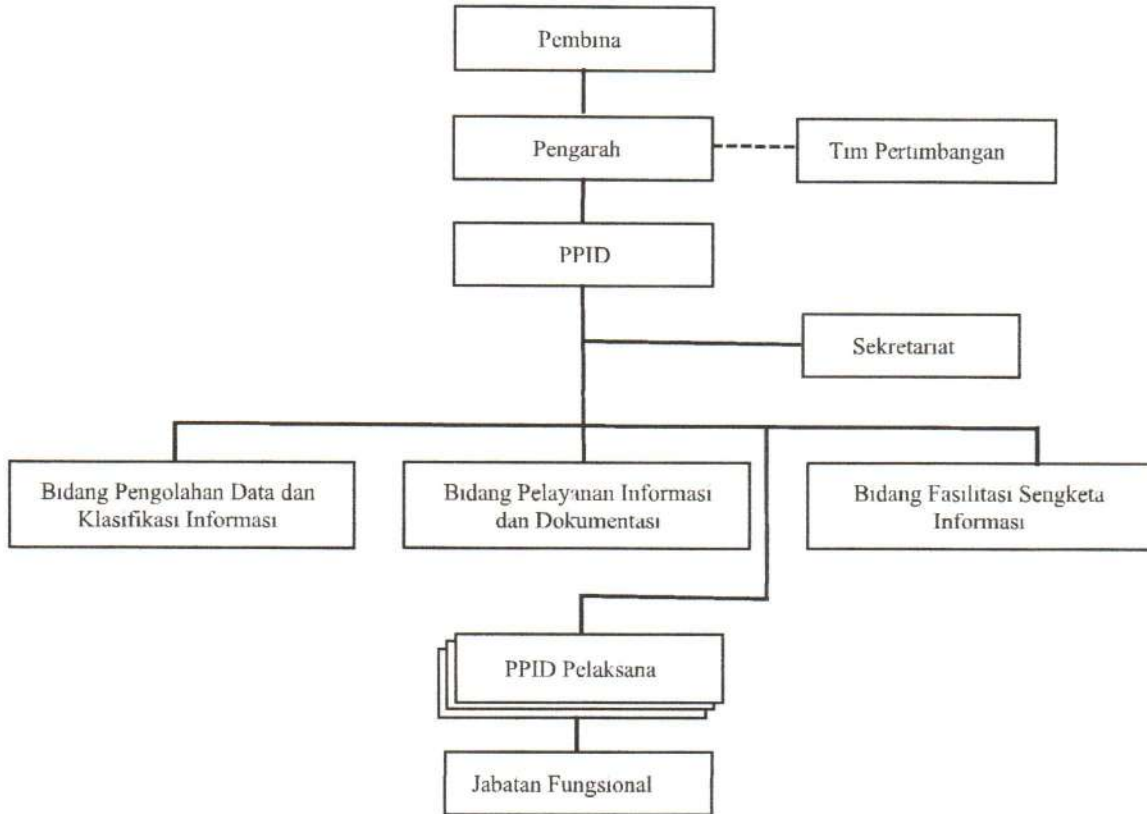 Pembina
Pengarah
Tim Pertimbangan
PPID
Sekretariat
Bidang Pengolahan Data dan
Klasifikasi Informasi
Bidang Pelayanan Informasi
dan Dokumentasi
Bidang Fasilitasi Sengketa
Informasi
PPID Pelaksana
Jabatan Fungsional